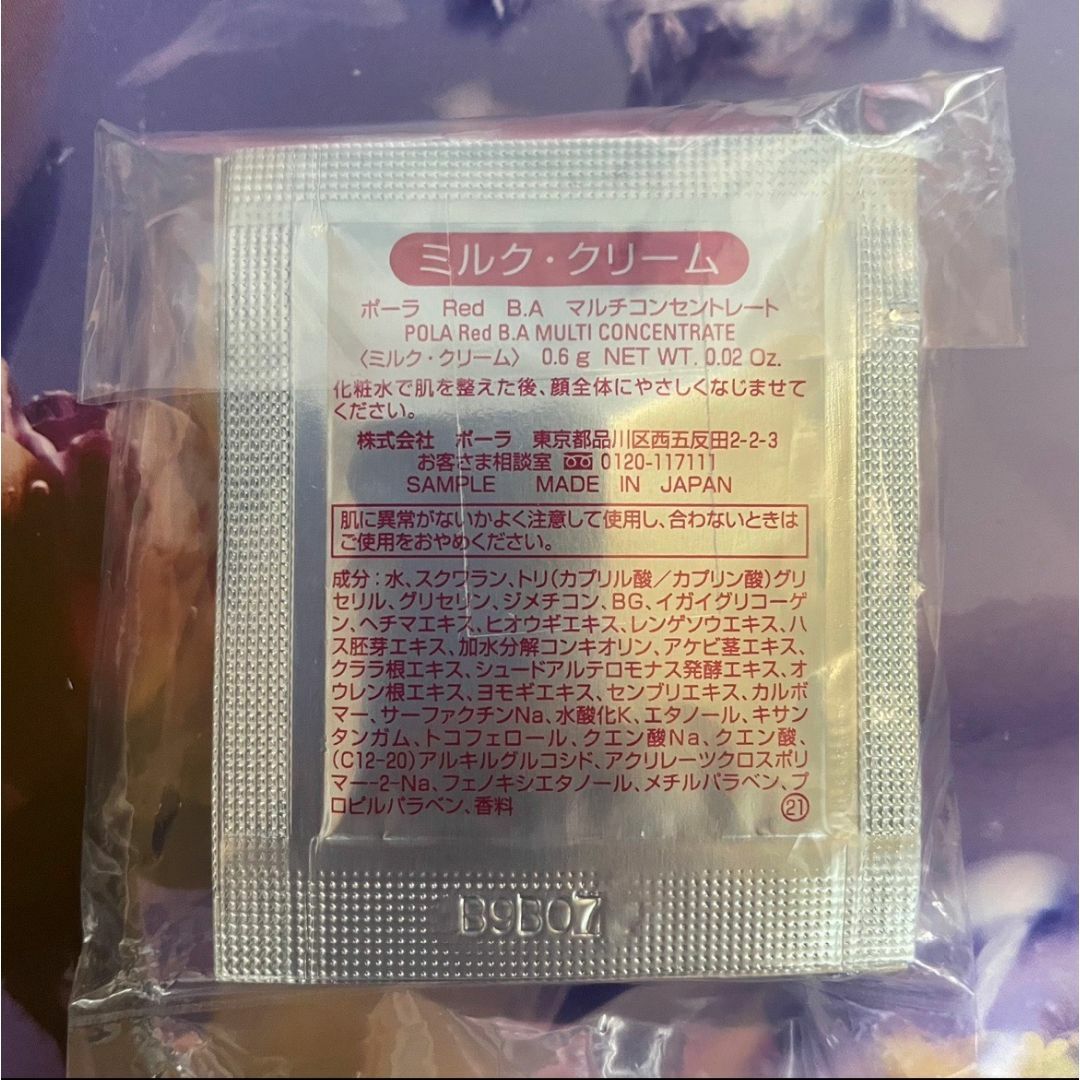 ミルク・クリーム
ポーラ Red B.A マルチコンセントレート
POLA Red B.A MULTI CONCENTRATE
〈ミルク・クリーム〉 0.6 g NET WT. 0.02 Oz.
化粧水で肌を整えた後、顔全体にやさしくなじませて
ください。
株式会社 ポーラ 東京都品川区西五反田2-2-3
お客さま相談室 0120-117111
SAMPLE MADE IN JAPAN
肌に異常がないかよく注意して使用し、合わないときは
ご使用をおやめください。
成分：水、スクワラン、トリ（カプリル酸／カプリン酸）グリ
セリル、グリセリン、ジメチコン、BG、イガイグリコーゲ
ン、ヘチマエキス、ヒオウギエキス、レンゲソウエキス、ハ
ス胚芽エキス、加水分解コンキオリン、アケビ茎エキス、
クララ根エキス、シュードアルテロモナス発酵エキス、オ
ウレン根エキス、ヨモギエキス、センブリエキス、カルボ
マー、サーファクチンNa、水酸化K、エタノール、キサン
タンガム、トコフェロール、クエン酸Na、クエン酸、
(C12-20)アルキルグルコシド、アクリレーツクロスポリ
マー-2-Na、フェノキシエタノール、メチルパラベン、プ
ロピルパラベン、香料
21
B9B07